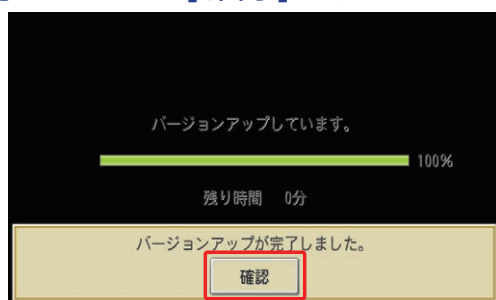 バージョンアップしています。
100%
残り時間 0分
バージョンアップが完了しました。
確認